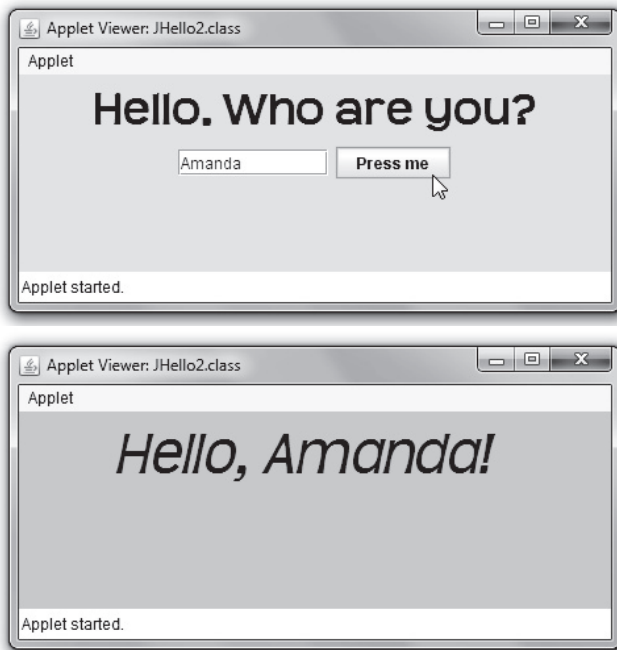 Applet Viewer: JHello2.class
Applet
Hello. Who are you?
Amanda Press me
Applet started.
Applet Viewer: JHello2.class
Applet
Hello, Amanda!
Applet started.